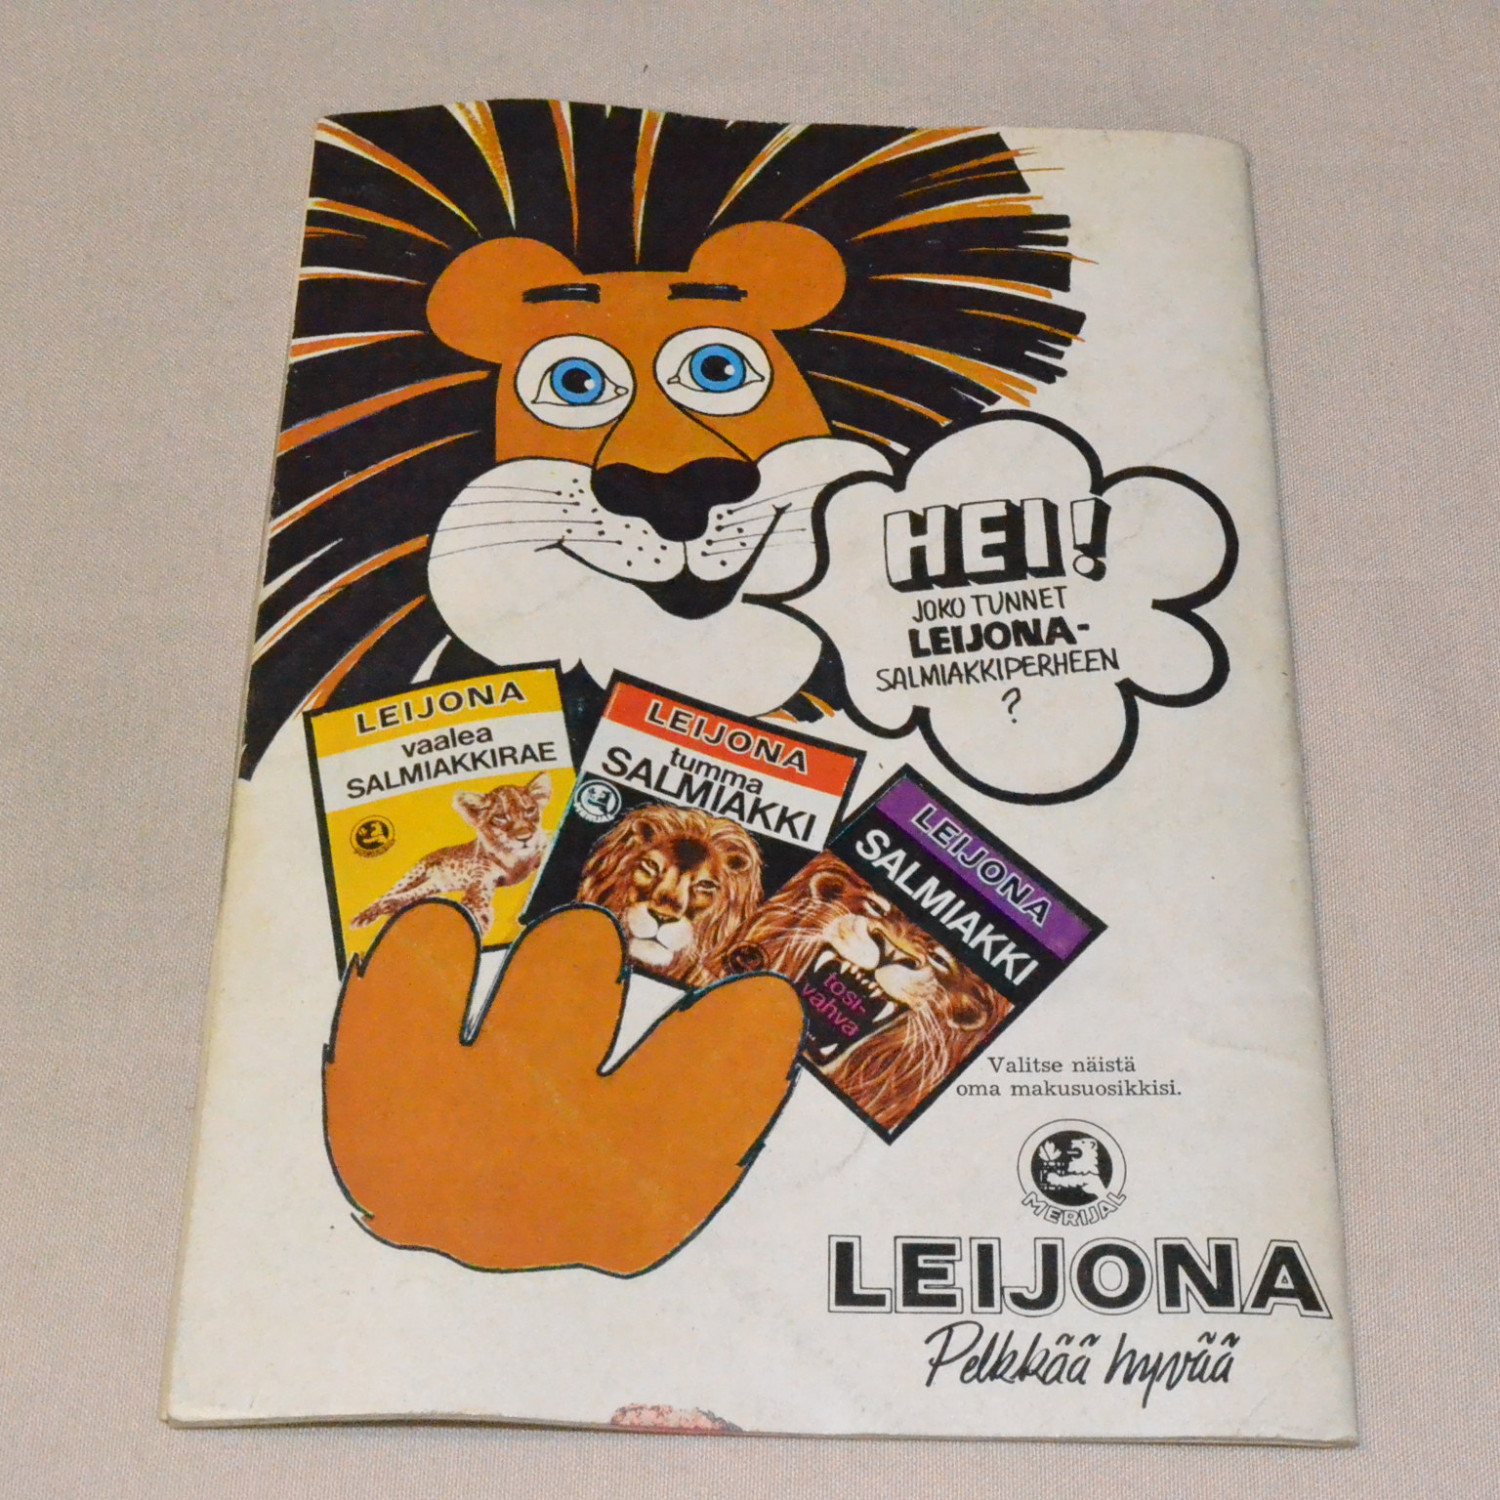 HEI!
JOKO TUNNET
LEIJONA-
SALMIAKKIPERHEEN
?
LEIJONA
vaalea
SALMIAKKIRAE
LEIJONA
tumma
SALMIAKKI
MERIJAL
LEIJONA
SALMIAKKI
tosi-
vahva
Valitse näistä
oma makusuosikkisi.
MERIJAL
LEIJONA
Pelkkää hyvää